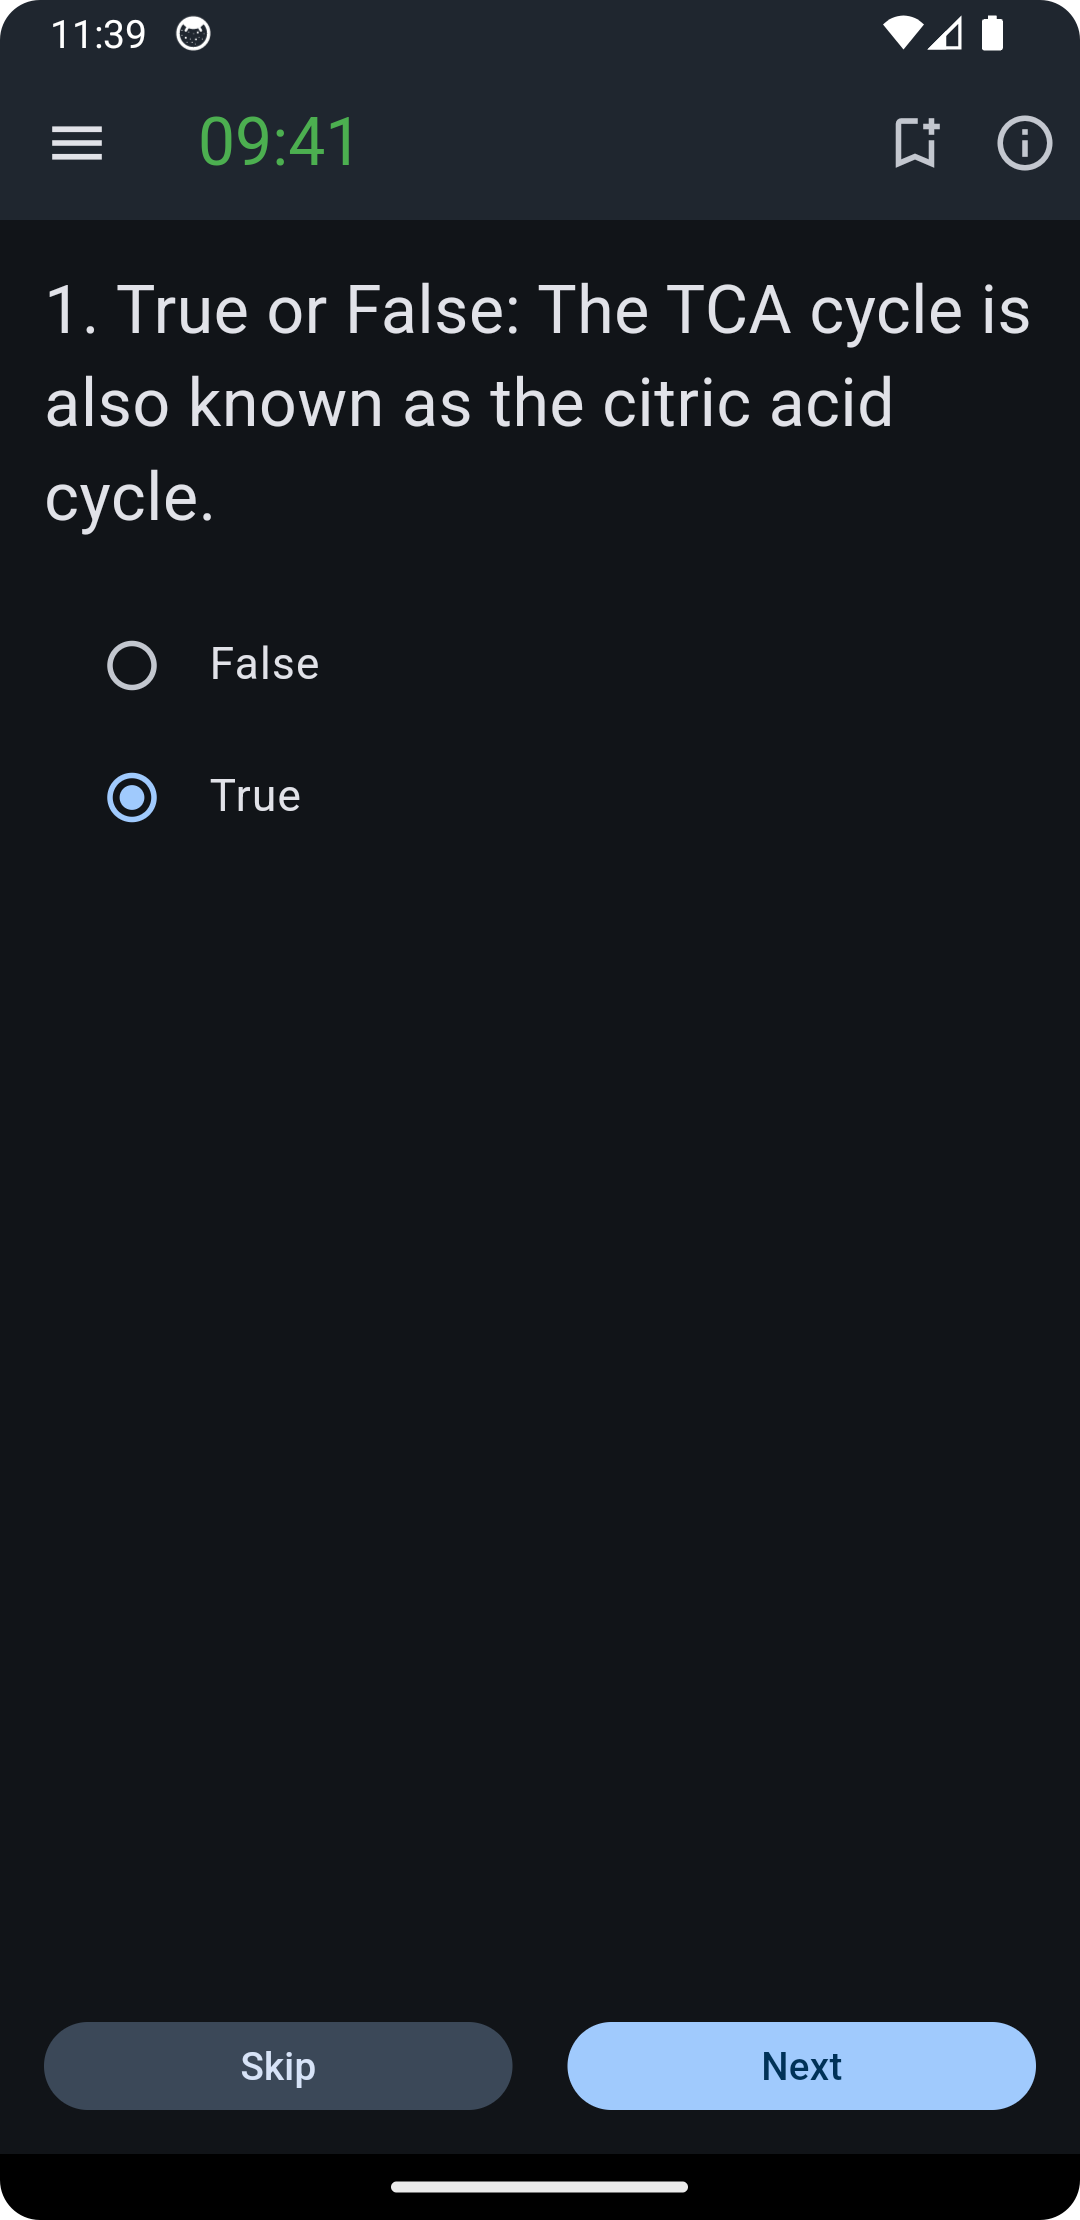 11:39
09:41
1. True or False: The TCA cycle is
also known as the citric acid
cycle.
False
True
Skip
Next